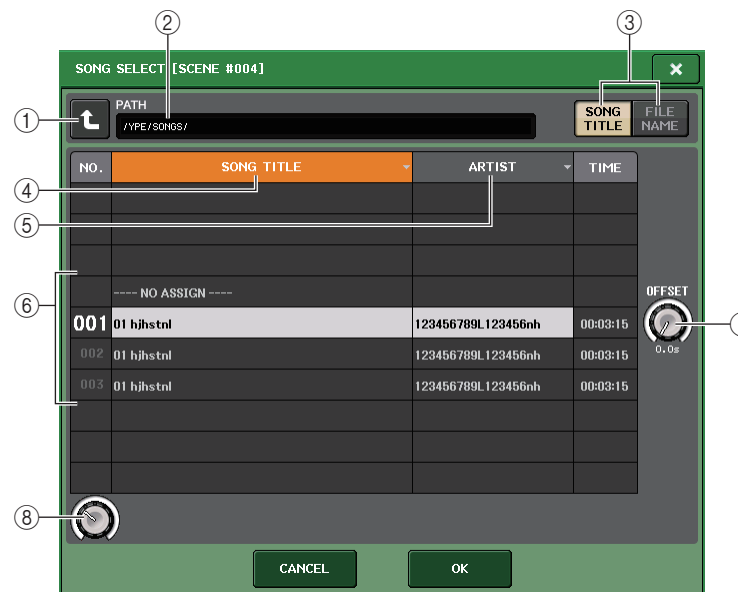 ② ③
SONG SELECT [SCENE #004]
①
PATH
/YPE/SONGS/
SONG TITLE
FILE NAME
NO. SONG TITLE ARTIST TIME
④
⑤
⑥
---- NO ASSIGN ----
OFFSET
001 01 hjhstnl 123456789L123456nh 00:03:15
002 01 hjhstnl 123456789L123456nh 00:03:15
0.0s
003 01 hjhstnl 123456789L123456nh 00:03:15
⑧
CANCEL OK